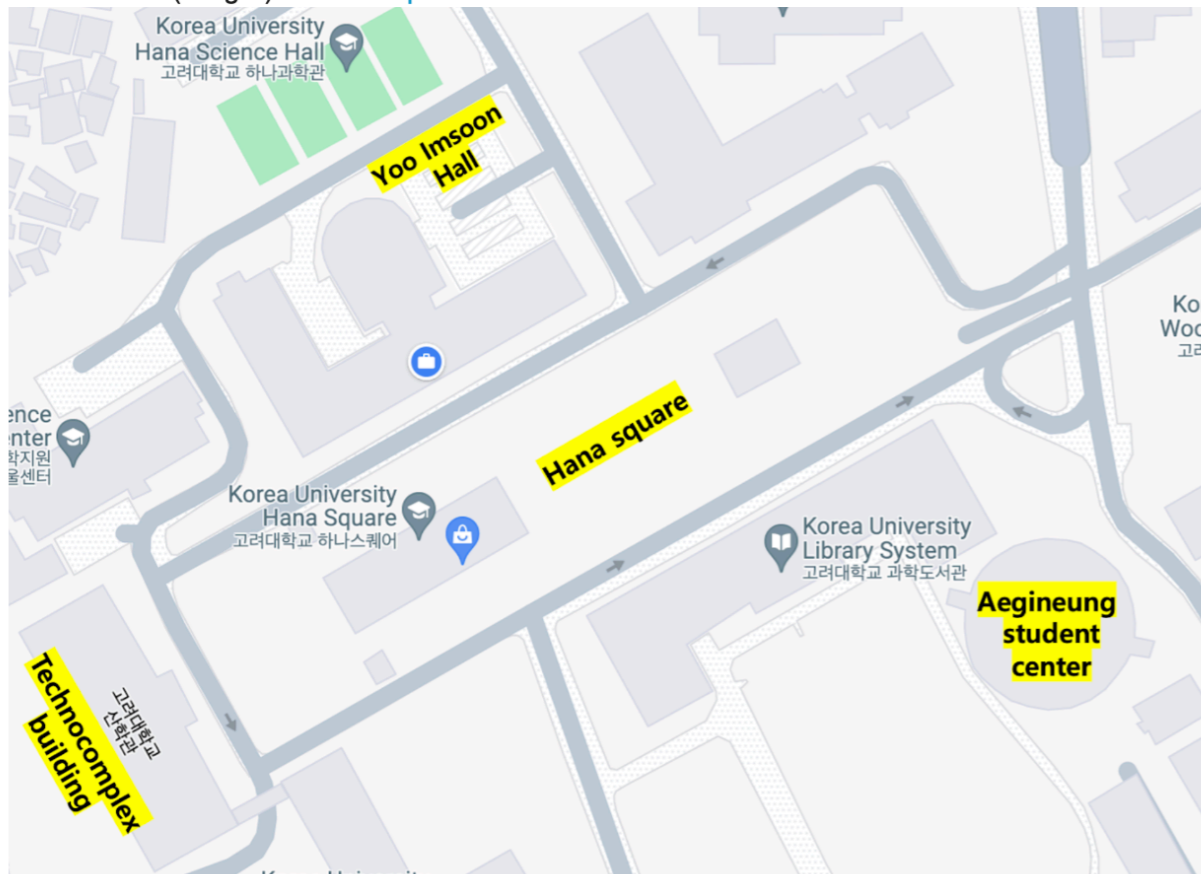 Korea University
Hana Science Hall
고려대학교 하나과학관
Yoo Imsoon
Hall
Ko
Woo
고려
Hana square
ence
enter
학지원
울센터
Korea University
Hana Square
고려대학교 하나스퀘어
Korea University
Library System
고려대학교 과학도서관
Aegineung
student
center
Technocomplex
building
고려대학교
산학관